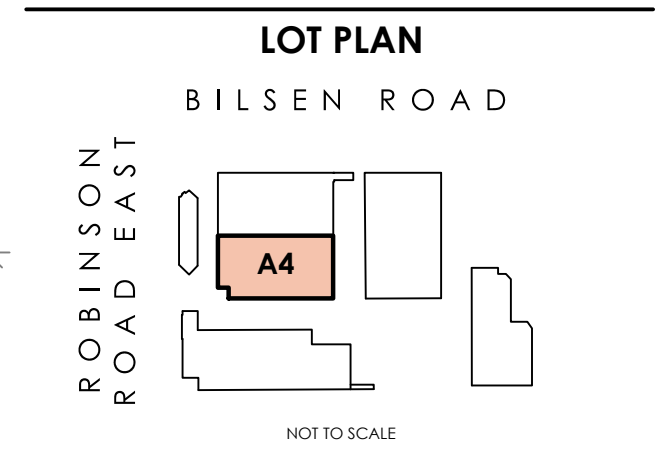 LOT PLAN
BILSEN ROAD
ROBINSON
ROAD EAST
A4
NOT TO SCALE